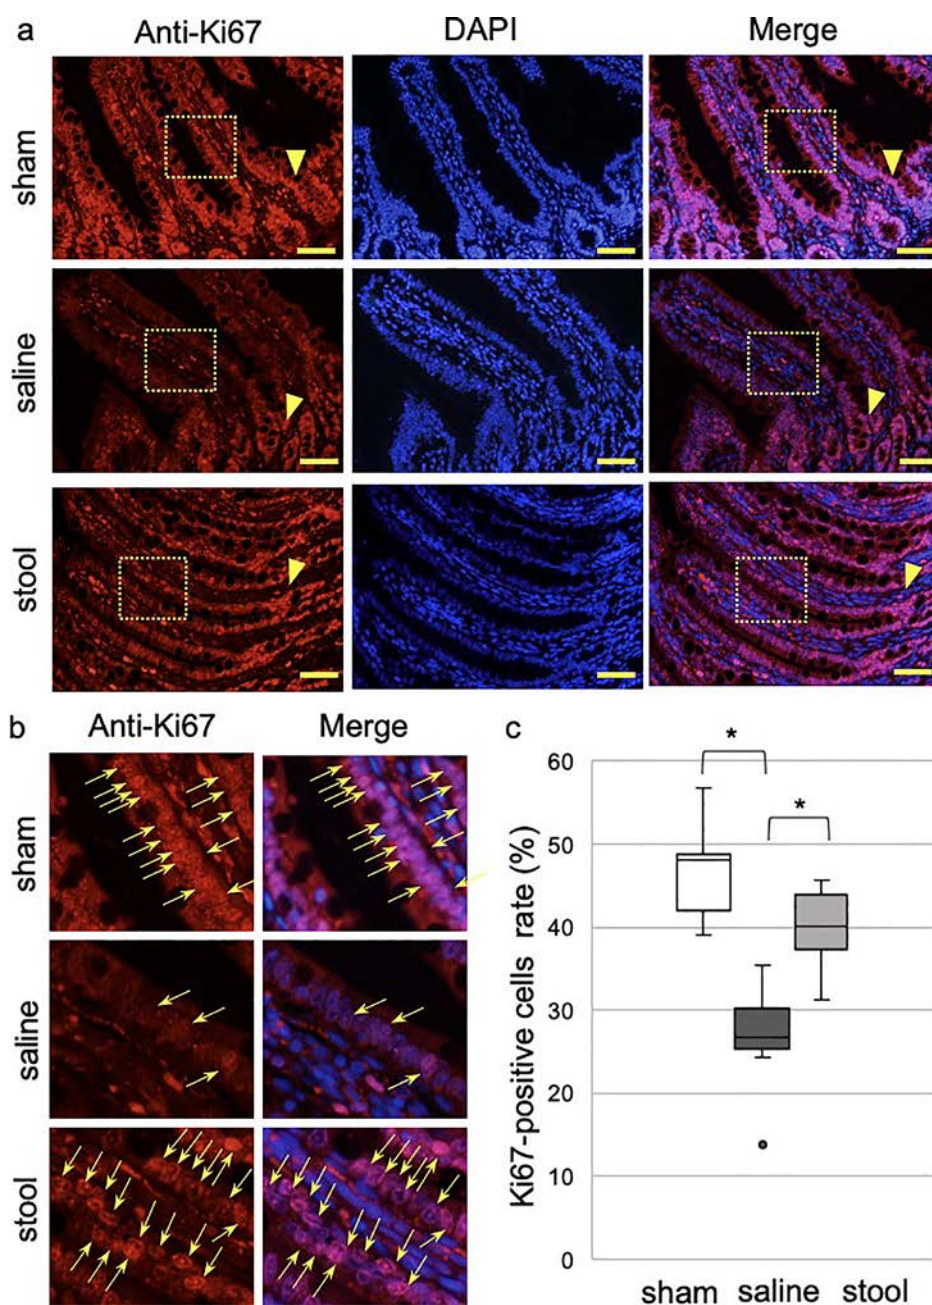 a
Anti-Ki67 DAPI Merge
sham
saline
stool
b
Anti-Ki67 Merge
sham
saline
stool
c
Ki67-positive cells rate (%)
60
50
40
30
20
10
0
*
*
sham saline stool